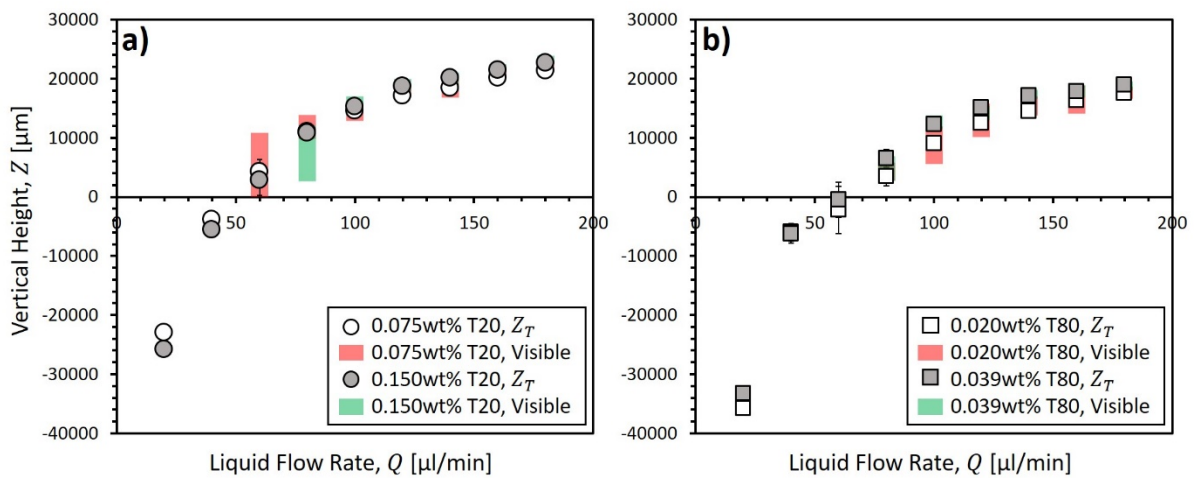 a)
30000
20000
10000
0
-10000
-20000
-30000
-40000
0
50
100
150
200
Vertical Height, Z [µm]
Liquid Flow Rate, Q [µl/min]
0.075wt% T20, Z_T
0.075wt% T20, Visible
0.150wt% T20, Z_T
0.150wt% T20, Visible
b)
30000
20000
10000
0
-10000
-20000
-30000
-40000
0
50
100
150
200
Liquid Flow Rate, Q [µl/min]
0.020wt% T80, Z_T
0.020wt% T80, Visible
0.039wt% T80, Z_T
0.039wt% T80, Visible